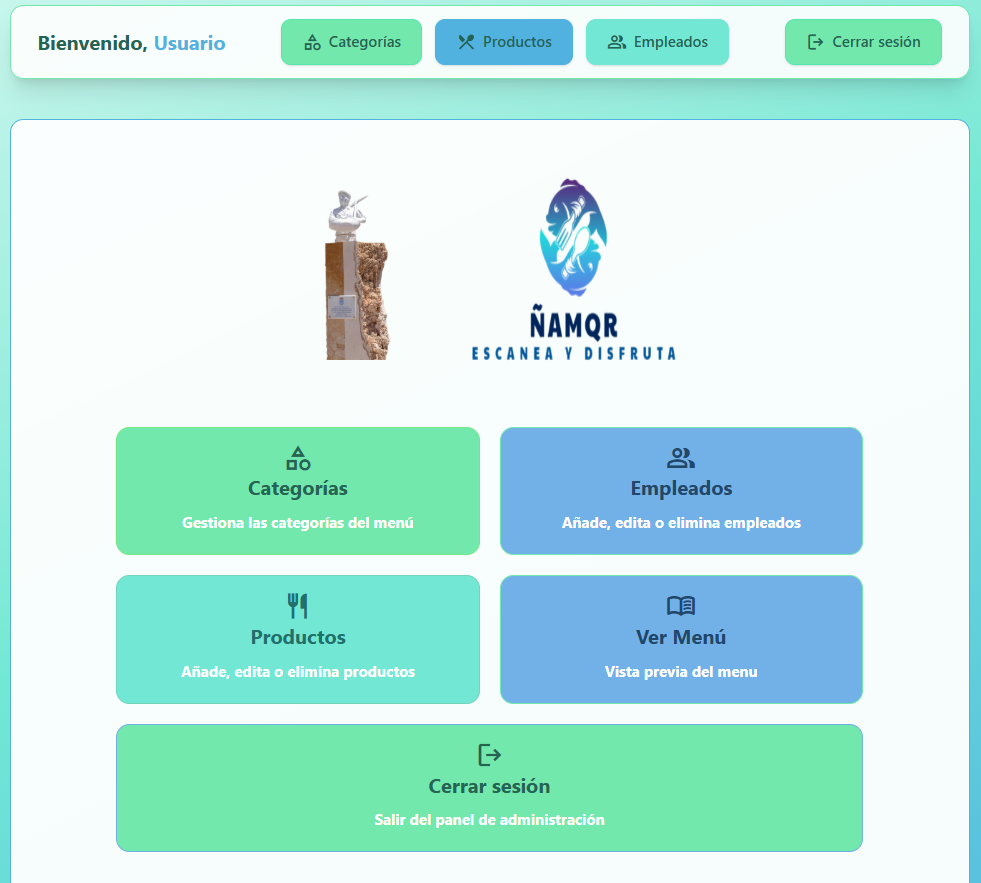 Bienvenido, Usuario
Categorías
Productos
Empleados
Cerrar sesión
ÑAMQR
ESCANEA Y DISFRUTA
Categorías
Gestiona las categorías del menú
Empleados
Añade, edita o elimina empleados
Productos
Añade, edita o elimina productos
Ver Menú
Vista previa del menu
Cerrar sesión
Salir del panel de administración